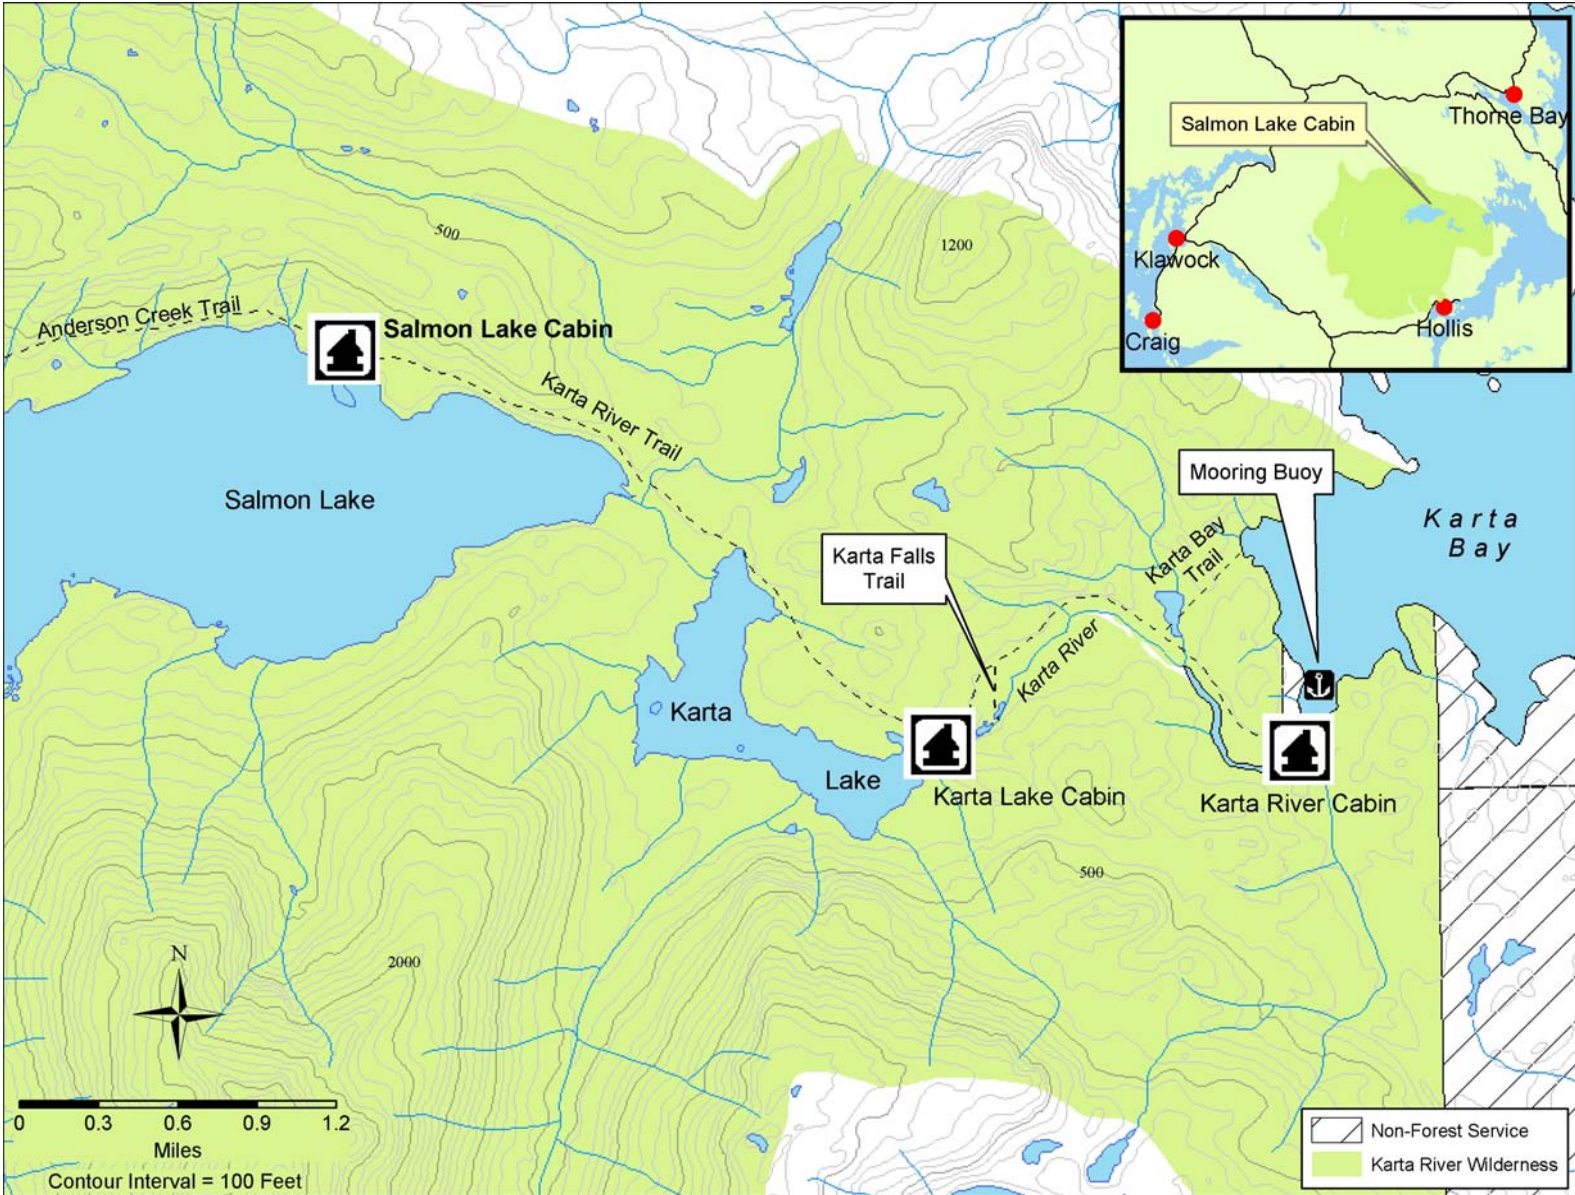 Salmon Lake Cabin
Thorne Bay
Klawock
Hollis
Craig
500
1200
Anderson Creek Trail
Salmon Lake Cabin
Karta River Trail
Salmon Lake
Mooring Buoy
Karta
Bay
Karta Bay
Trail
Karta Falls
Trail
Karta River
Karta
Lake
Karta Lake Cabin
Karta River Cabin
500
2000
N
0 0.3 0.6 0.9 1.2
Miles
Contour Interval = 100 Feet
Non-Forest Service
Karta River Wilderness